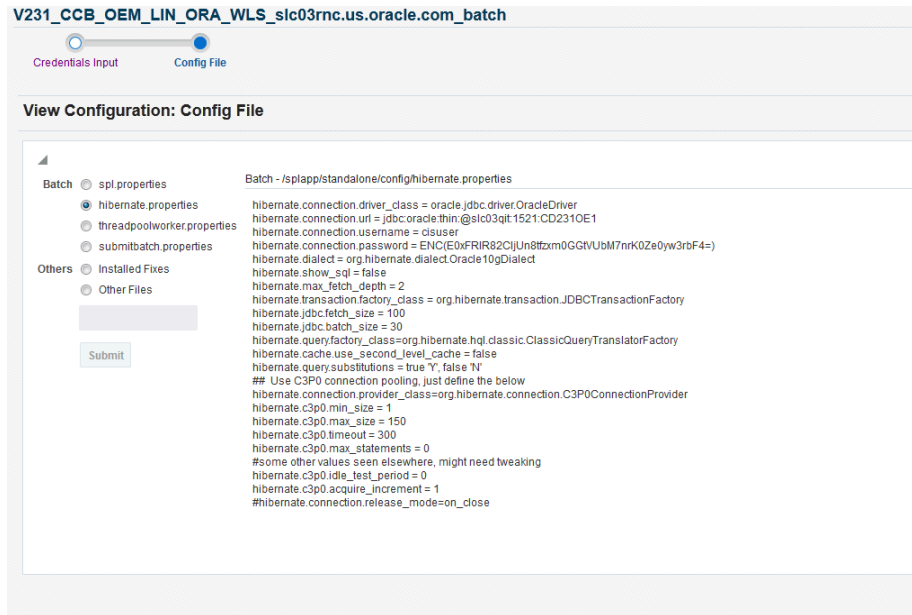 V231_CCB_OEM_LIN_ORA_WLS_slc03rnc.us.oracle.com_batch
Credentials Input
Config File
View Configuration: Config File
Batch
spl.properties
hibernate.properties
threadpoolworker.properties
submitbatch.properties
Others
Installed Fixes
Other Files
Submit
Batch - /splapp/standalone/config/hibernate.properties
hibernate.connection.driver_class = oracle.jdbc.driver.OracleDriver
hibernate.connection.url = jdbc:oracle:thin:@slc03qit:1521:CD231OE1
hibernate.connection.username = cisuser
hibernate.connection.password = ENC(E0xFRIR82CIjUn8tfzxm0GGtVUbM7nrK0Ze0yw3rbF4=)
hibernate.dialect = org.hibernate.dialect.Oracle10gDialect
hibernate.show_sql = false
hibernate.max_fetch_depth = 2
hibernate.transaction.factory_class = org.hibernate.transaction.JDBCTransactionFactory
hibernate.jdbc.fetch_size = 100
hibernate.jdbc.batch_size = 30
hibernate.query.factory_class=org.hibernate.hql.classic.ClassicQueryTranslatorFactory
hibernate.cache.use_second_level_cache = false
hibernate.query.substitutions = true 'Y', false 'N'
## Use C3P0 connection pooling, just define the below
hibernate.connection.provider_class=org.hibernate.connection.C3P0ConnectionProvider
hibernate.c3p0.min_size = 1
hibernate.c3p0.max_size = 150
hibernate.c3p0.timeout = 300
hibernate.c3p0.max_statements = 0
#some other values seen elsewhere, might need tweaking
hibernate.c3p0.idle_test_period = 0
hibernate.c3p0.acquire_increment = 1
#hibernate.connection.release_mode=on_close